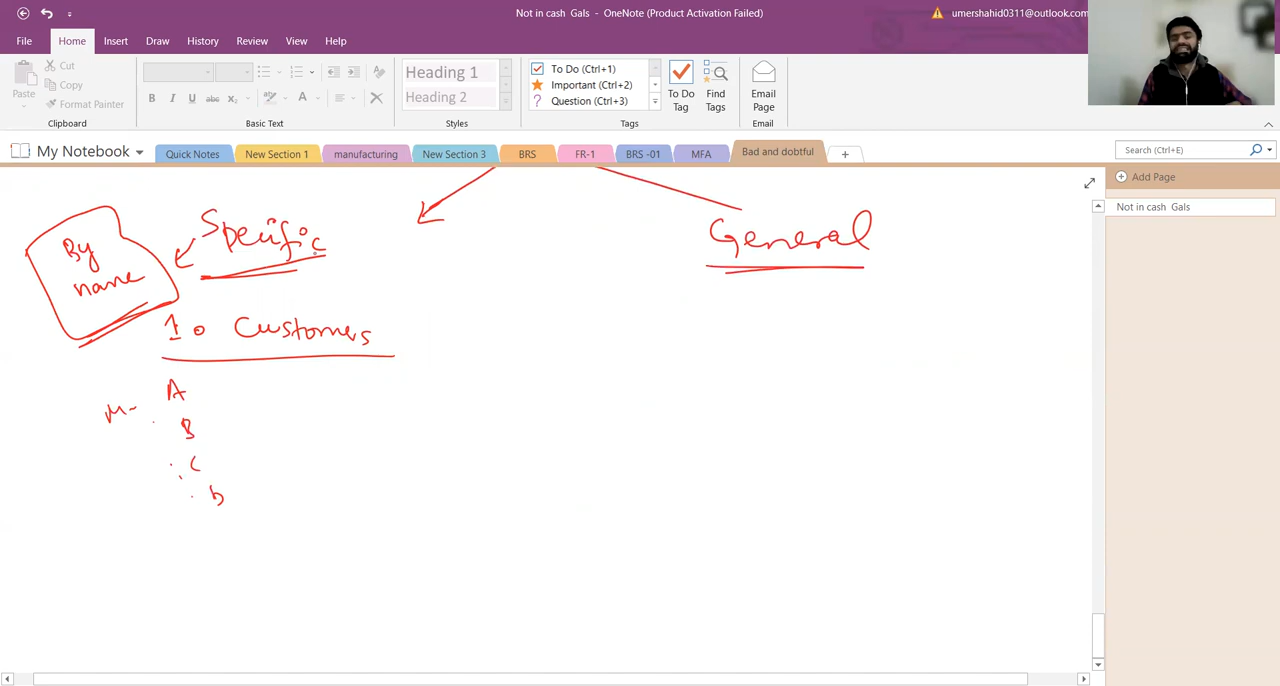 Not in cash Gals - OneNote (Product Activation Failed)
umershahid0311@outlook.com
File Home Insert Draw History Review View Help
Paste
Cut
Copy
Format Painter
Clipboard
B I U abc X₂ A
Basic Text
Heading 1
Heading 2
Styles
To Do (Ctrl+1)
Important (Ctrl+2)
? Question (Ctrl+3)
To Do Tag
Find Tags
Tags
Email Page
Email
My Notebook
Quick Notes
New Section 1
manufacturing
New Section 3
BRS
FR-1
BRS -01
MFA
Bad and dobtful
+
Search (Ctrl+E)
Add Page
Not in cash Gals
By name
Specific
General
10 Customers
A
B
C
D